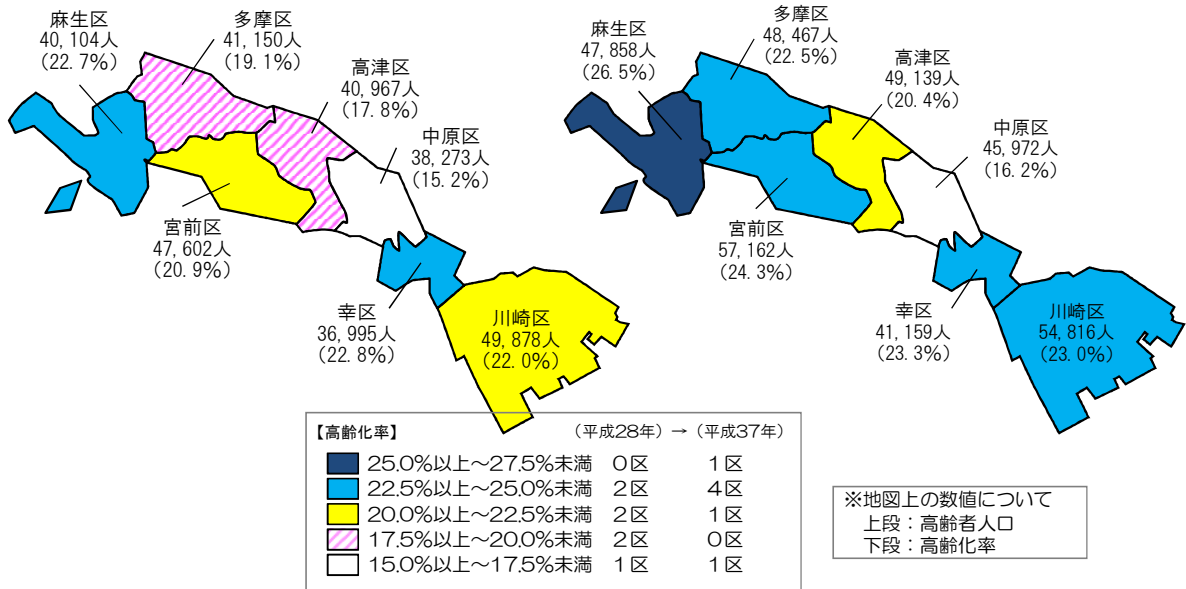 麻生区
40,104人
(22.7%)
多摩区
41,150人
(19.1%)
高津区
40,967人
(17.8%)
中原区
38,273人
(15.2%)
宮前区
47,602人
(20.9%)
幸区
36,995人
(22.8%)
川崎区
49,878人
(22.0%)
麻生区
47,858人
(26.5%)
多摩区
48,467人
(22.5%)
高津区
49,139人
(20.4%)
中原区
45,972人
(16.2%)
宮前区
57,162人
(24.3%)
幸区
41,159人
(23.3%)
川崎区
54,816人
(23.0%)
【高齢化率】 (平成28年) → (平成37年)
25.0%以上～27.5%未満 0区 1区
22.5%以上～25.0%未満 2区 4区
20.0%以上～22.5%未満 2区 1区
17.5%以上～20.0%未満 2区 0区
15.0%以上～17.5%未満 1区 1区
※地図上の数値について
上段：高齢者人口
下段：高齢化率